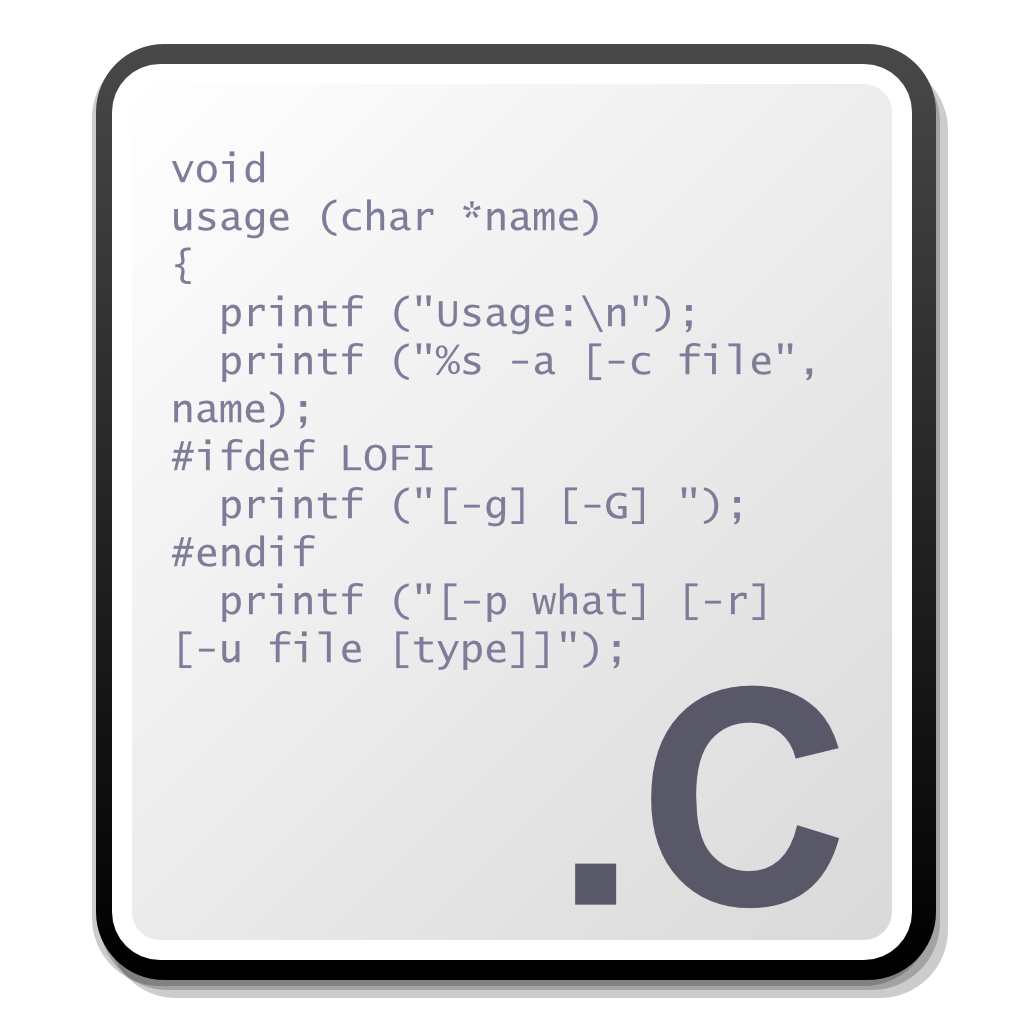 void
usage (char *name)
{
  printf ("Usage:\n");
  printf ("%s -a [-c file",
name);
#ifdef LOFI
  printf ("[-g] [-G] ");
#endif
  printf ("[-p what] [-r]
[-u file [type]]");
.C